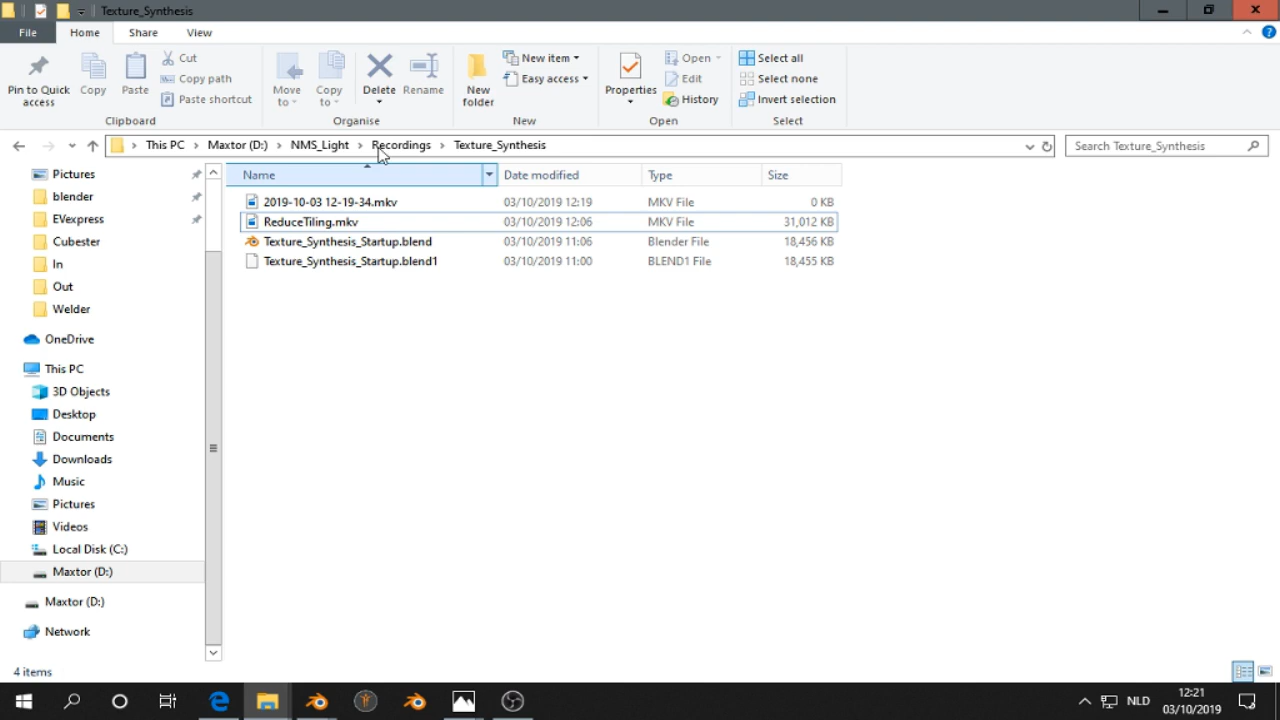 Texture_Synthesis
File Home Share View
Pin to Quick access
Copy
Paste
Cut
Copy path
Paste shortcut
Clipboard
Move to
Copy to
Delete
Rename
Organise
New folder
New item
Easy access
New
Properties
Open
Edit
History
Open
Select all
Select none
Invert selection
Select
This PC > Maxtor (D:) > NMS_Light > Recordings > Texture_Synthesis
Search Texture_Synthesis
Name Date modified Type Size
2019-10-03 12-19-34.mkv 03/10/2019 12:19 MKV File 0 KB
ReduceTiling.mkv 03/10/2019 12:06 MKV File 31,012 KB
Texture_Synthesis_Startup.blend 03/10/2019 11:06 Blender File 18,456 KB
Texture_Synthesis_Startup.blend1 03/10/2019 11:00 BLEND1 File 18,455 KB
Pictures
blender
EVexpress
Cubester
In
Out
Welder
OneDrive
This PC
3D Objects
Desktop
Documents
Downloads
Music
Pictures
Videos
Local Disk (C:)
Maxtor (D:)
Maxtor (D:)
Network
4 items
NLD
12:21
03/10/2019